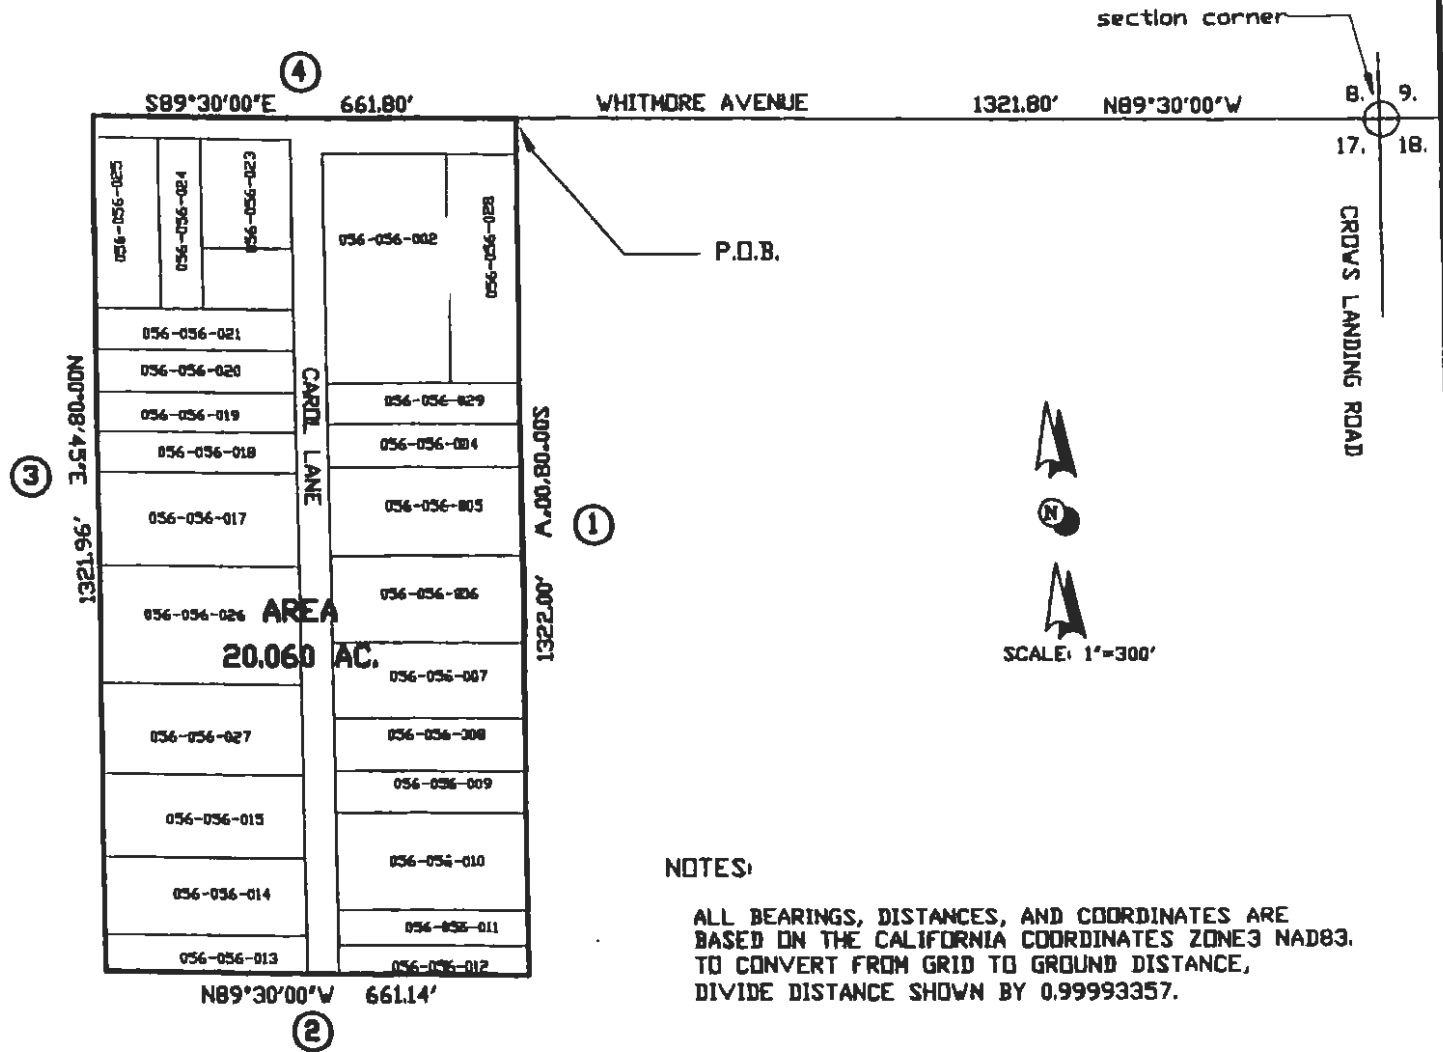 section corner
4
S89°30'00"E 661.80' WHITMORE AVENUE 1321.80' N89°30'00"W
8. 9.
17. 18.
056-056-025
056-056-024
056-056-023
056-056-002
056-056-028
P.O.B.
CROWS LANDING ROAD
056-056-021
056-056-020
056-056-019
056-056-018
056-056-017
056-056-026
AREA
20.060 AC.
056-056-027
056-056-015
056-056-014
056-056-013
CAROL LANE
056-056-029
056-056-004
056-056-005
056-056-006
056-056-007
056-056-008
056-056-009
056-056-010
056-056-011
056-056-012
N00°08'45"E 1321.96'
3
S00°08'00"W 1322.00'
1
N
SCALE: 1"=300'
N89°30'00"W 661.14'
2
NOTES:
ALL BEARINGS, DISTANCES, AND COORDINATES ARE
BASED ON THE CALIFORNIA COORDINATES ZONE3 NAD83.
TO CONVERT FROM GRID TO GROUND DISTANCE,
DIVIDE DISTANCE SHOWN BY 0.99993357.